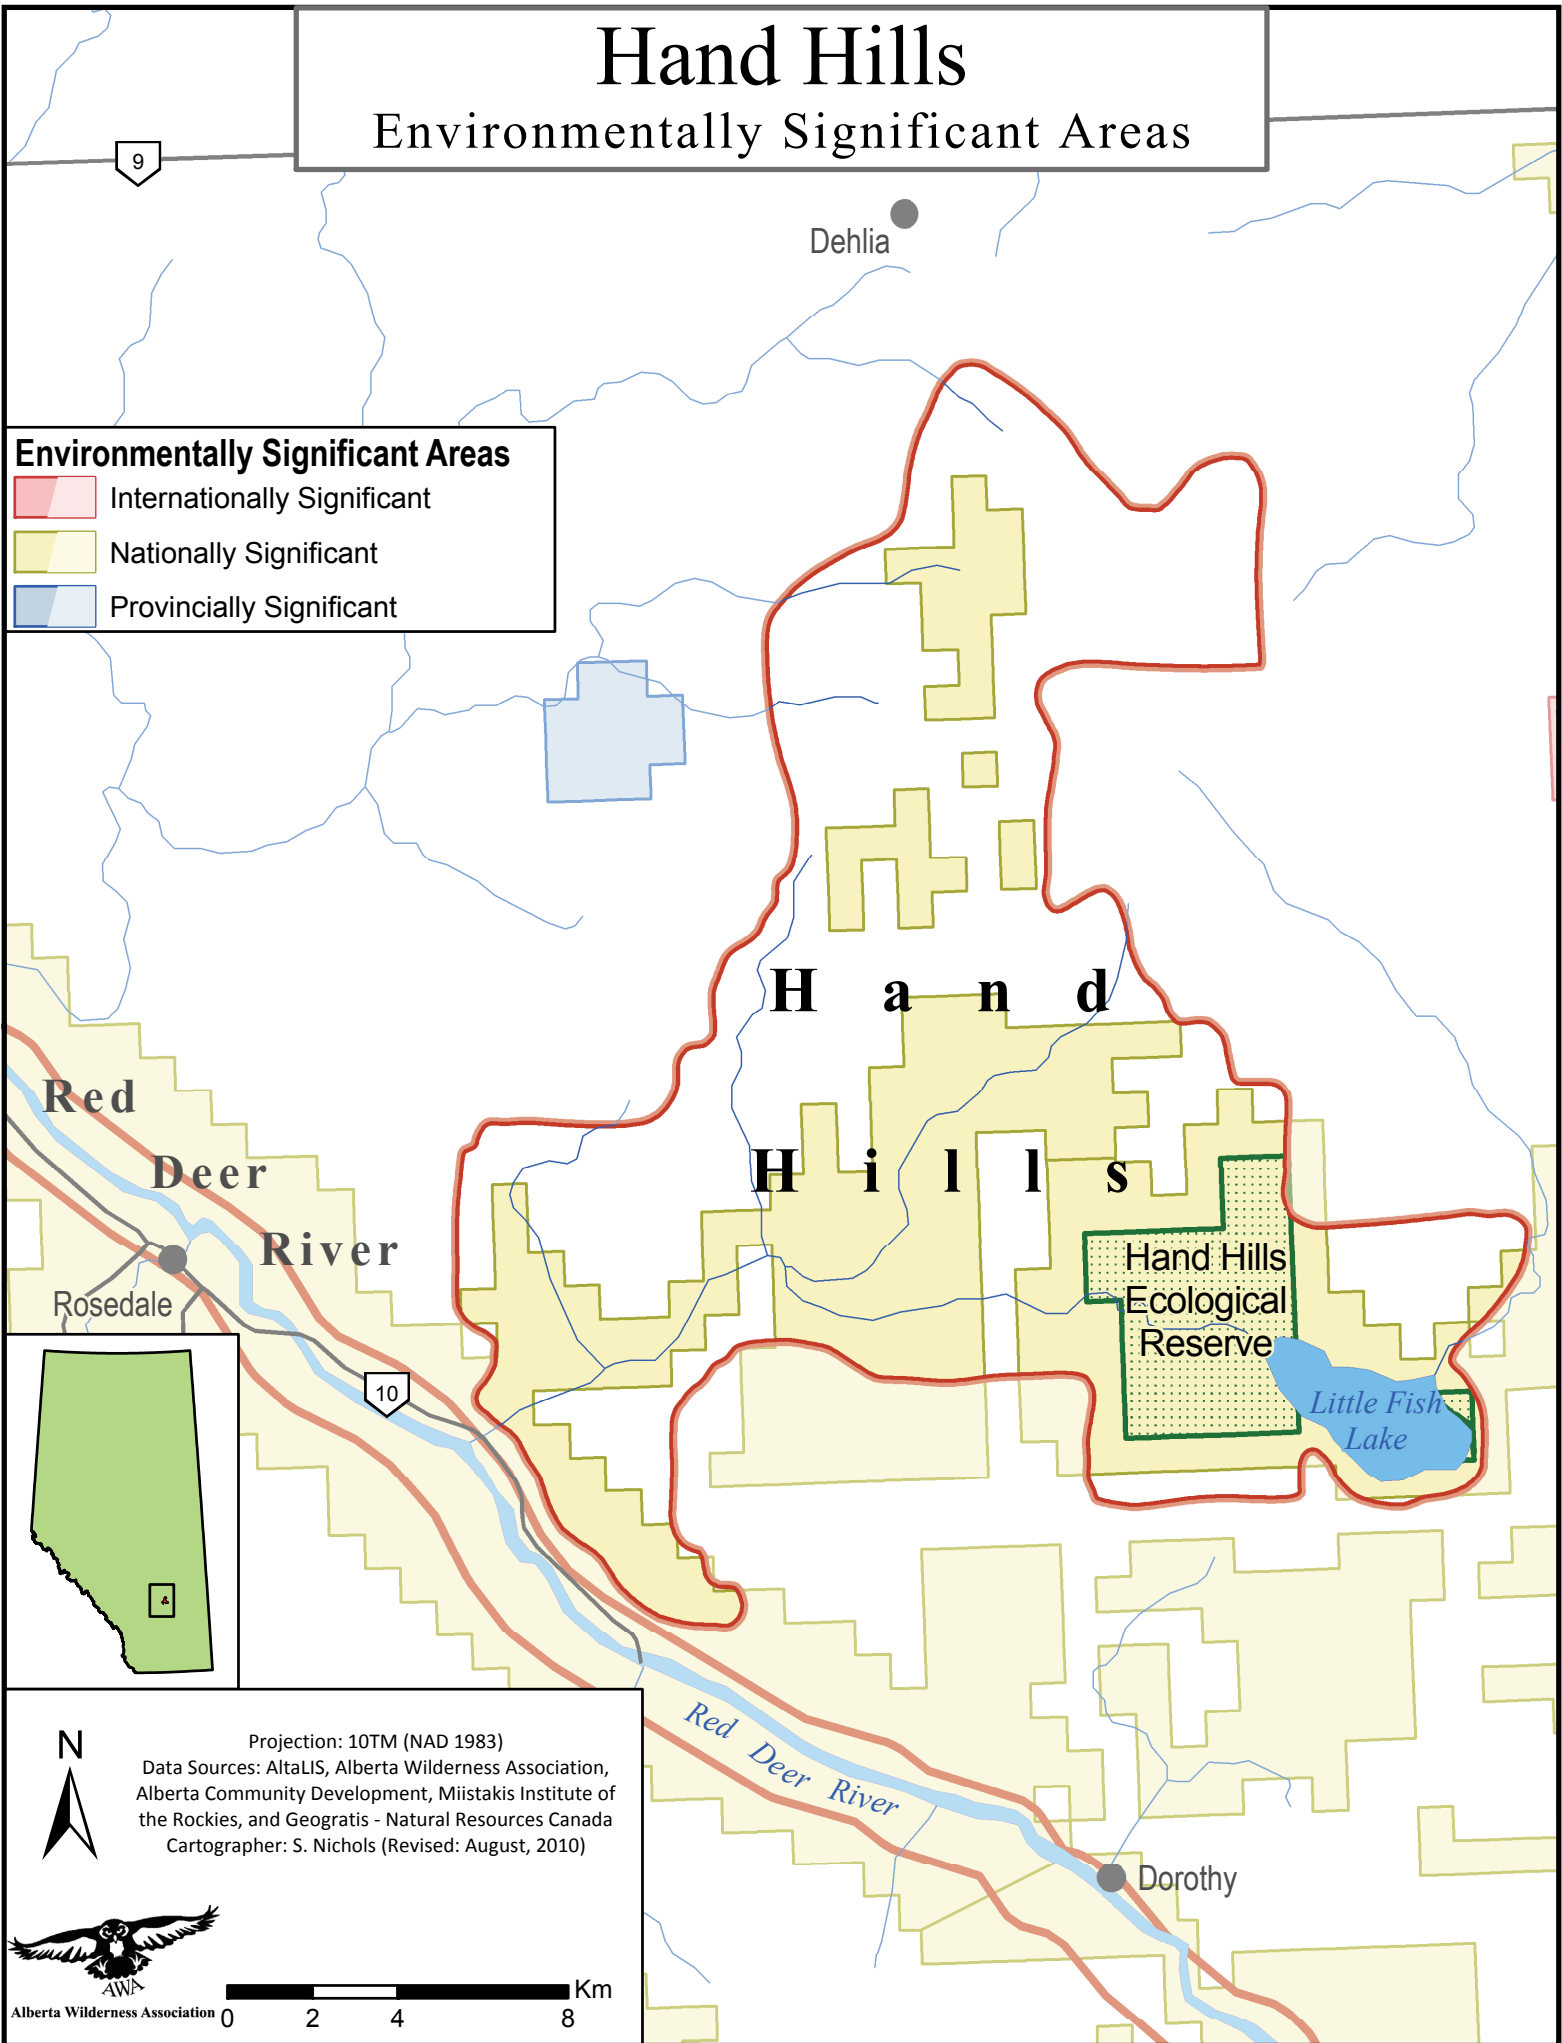 Hand Hills
Environmentally Significant Areas
9
Dehlia
Environmentally Significant Areas
Internationally Significant
Nationally Significant
Provincially Significant
Hand
Hills
Red
Deer
River
Rosedale
10
Hand Hills
Ecological
Reserve
Little Fish
Lake
Red Deer River
Dorothy
N
Projection: 10TM (NAD 1983)
Data Sources: AltaLIS, Alberta Wilderness Association,
Alberta Community Development, Miistakis Institute of
the Rockies, and Geogratis - Natural Resources Canada
Cartographer: S. Nichols (Revised: August, 2010)
AWA
Alberta Wilderness Association
Km
0 2 4 8